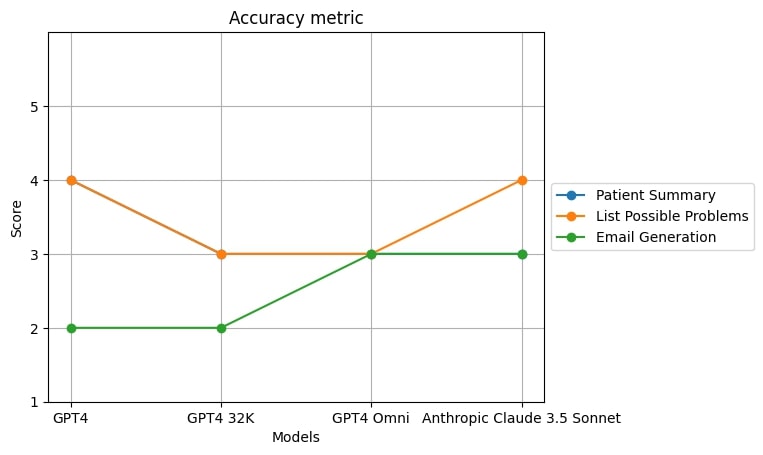 Accuracy metric
5
4
3
2
1
Score
GPT4
GPT4 32K
GPT4 Omni
Anthropic Claude 3.5 Sonnet
Models
Patient Summary
List Possible Problems
Email Generation